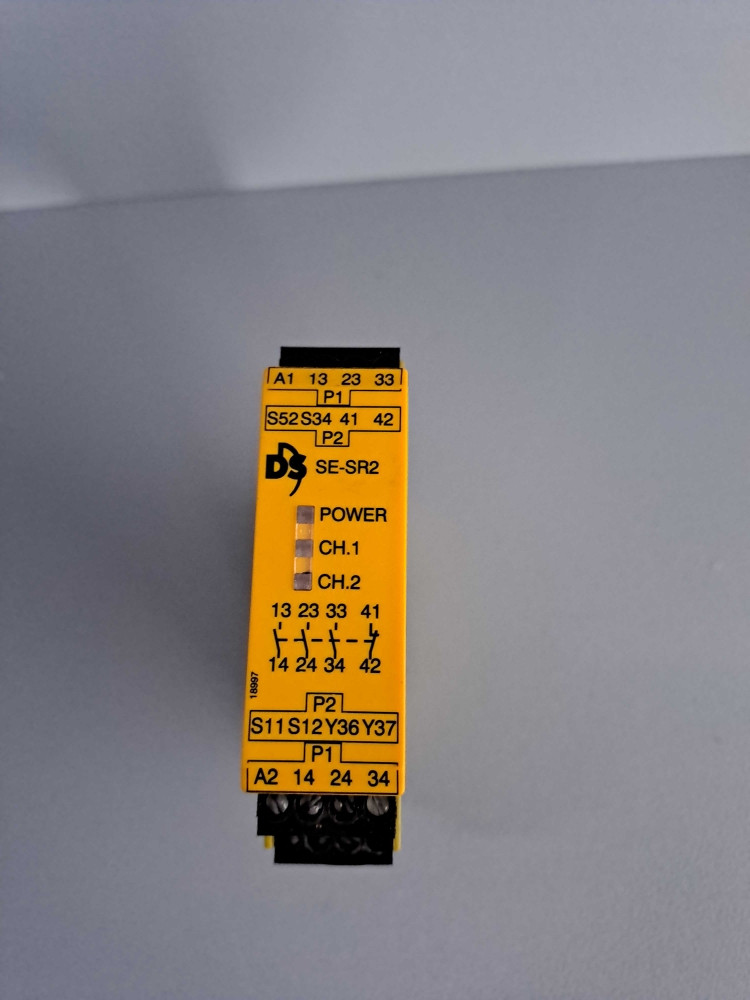 A1 13 23 33
P1
S52 S34 41 42
P2
DS SE-SR2
POWER
CH.1
CH.2
13 23 33 41
14 24 34 42
18997
P2
S11 S12 Y36 Y37
P1
A2 14 24 34